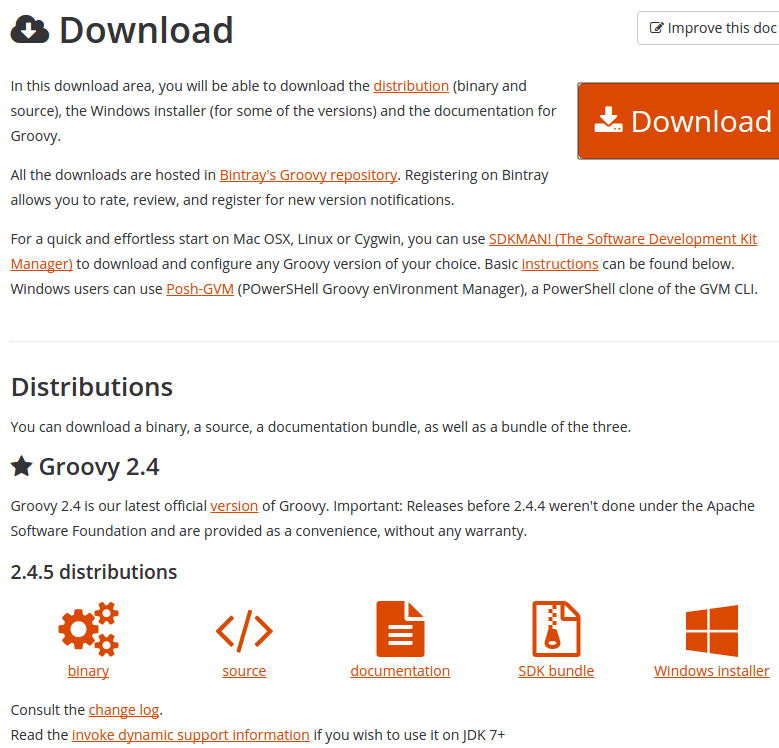 Download
Improve this doc
In this download area, you will be able to download the distribution (binary and
source), the Windows installer (for some of the versions) and the documentation for
Groovy.
Download
All the downloads are hosted in Bintray's Groovy repository. Registering on Bintray
allows you to rate, review, and register for new version notifications.
For a quick and effortless start on Mac OSX, Linux or Cygwin, you can use SDKMAN! (The Software Development Kit
Manager) to download and configure any Groovy version of your choice. Basic instructions can be found below.
Windows users can use Posh-GVM (POwerSHell Groovy enVironment Manager), a PowerShell clone of the GVM CLI.
Distributions
You can download a binary, a source, a documentation bundle, as well as a bundle of the three.
Groovy 2.4
Groovy 2.4 is our latest official version of Groovy. Important: Releases before 2.4.4 weren't done under the Apache
Software Foundation and are provided as a convenience, without any warranty.
2.4.5 distributions
binary source documentation SDK bundle Windows installer
Consult the change log.
Read the invoke dynamic support information if you wish to use it on JDK 7+